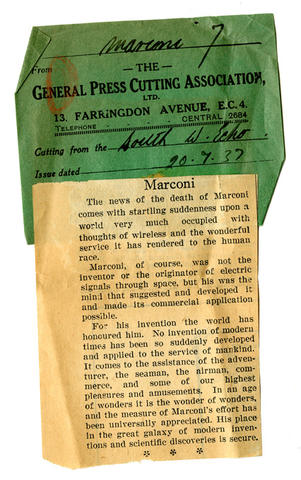 Marconi 7
From
— THE —
GENERAL PRESS CUTTING ASSOCIATION,
LTD.
13, FARRINGDON AVENUE, E.C.4.
TELEPHONE CENTRAL 2684
Cutting from the South W. Echo
Issue dated 20.7.37
Marconi
The news of the death of Marconi
comes with startling suddenness upon a
world very much occupied with
thoughts of wireless and the wonderful
service it has rendered to the human
race.
Marconi, of course, was not the
inventor or the originator of electric
signals through space, but his was the
mind that suggested and developed it
and made its commercial application
possible.
For his invention the world has
honoured him. No invention of modern
times has been so suddenly developed
and applied to the service of mankind.
It comes to the assistance of the adven-
turer, the seaman, the airman, com-
merce, and some of our highest
pleasures and amusements. In an age
of wonders it is the wonder of wonders,
and the measure of Marconi's effort has
been universally appreciated. His place
in the great galaxy of modern inven-
tions and scientific discoveries is secure.
* * *